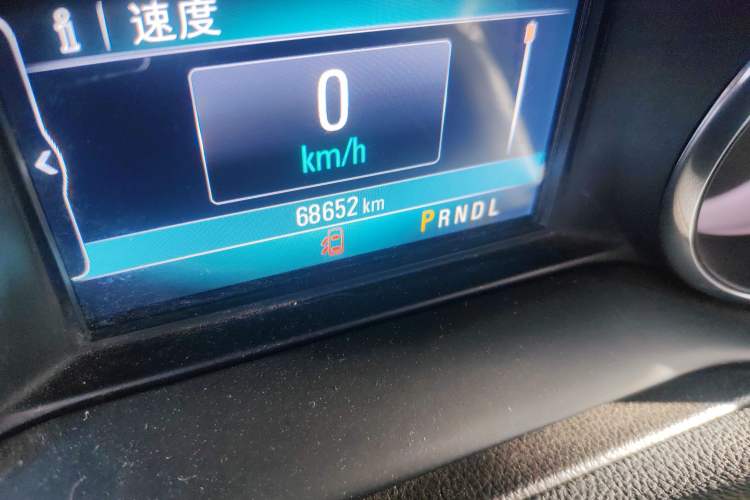 i | 速度
0
km/h
68652 km
PRNDL